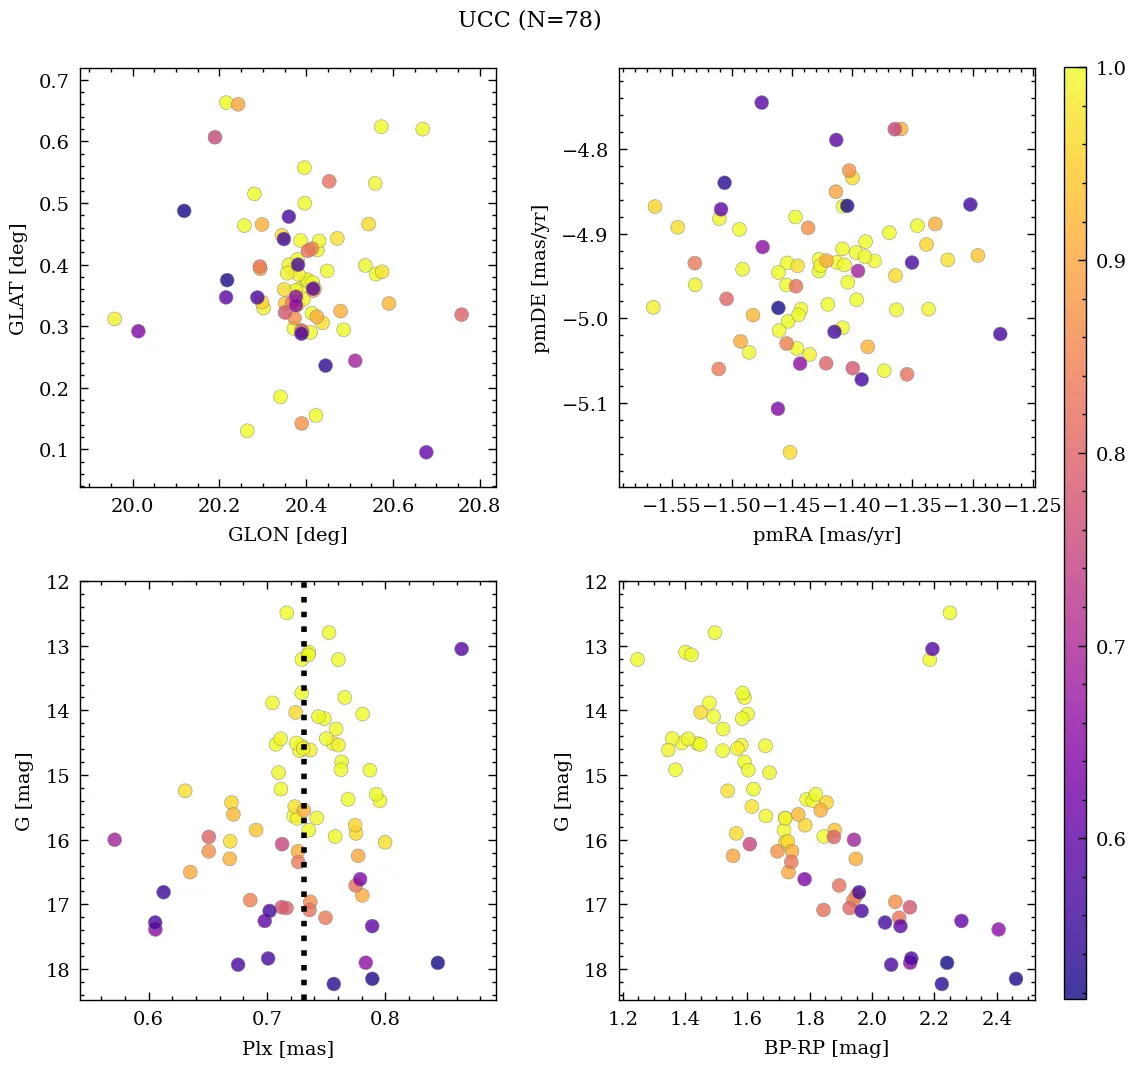 UCC (N=78)
0.7
0.6
0.5
0.4
0.3
0.2
0.1
GLAT [deg]
20.0 20.2 20.4 20.6 20.8
GLON [deg]
−4.8
−4.9
−5.0
−5.1
pmDE [mas/yr]
−1.55 −1.50 −1.45 −1.40 −1.35 −1.30 −1.25
pmRA [mas/yr]
12
13
14
15
16
17
18
G [mag]
0.6 0.7 0.8
Plx [mas]
12
13
14
15
16
17
18
G [mag]
1.2 1.4 1.6 1.8 2.0 2.2 2.4
BP-RP [mag]
1.0
0.9
0.8
0.7
0.6